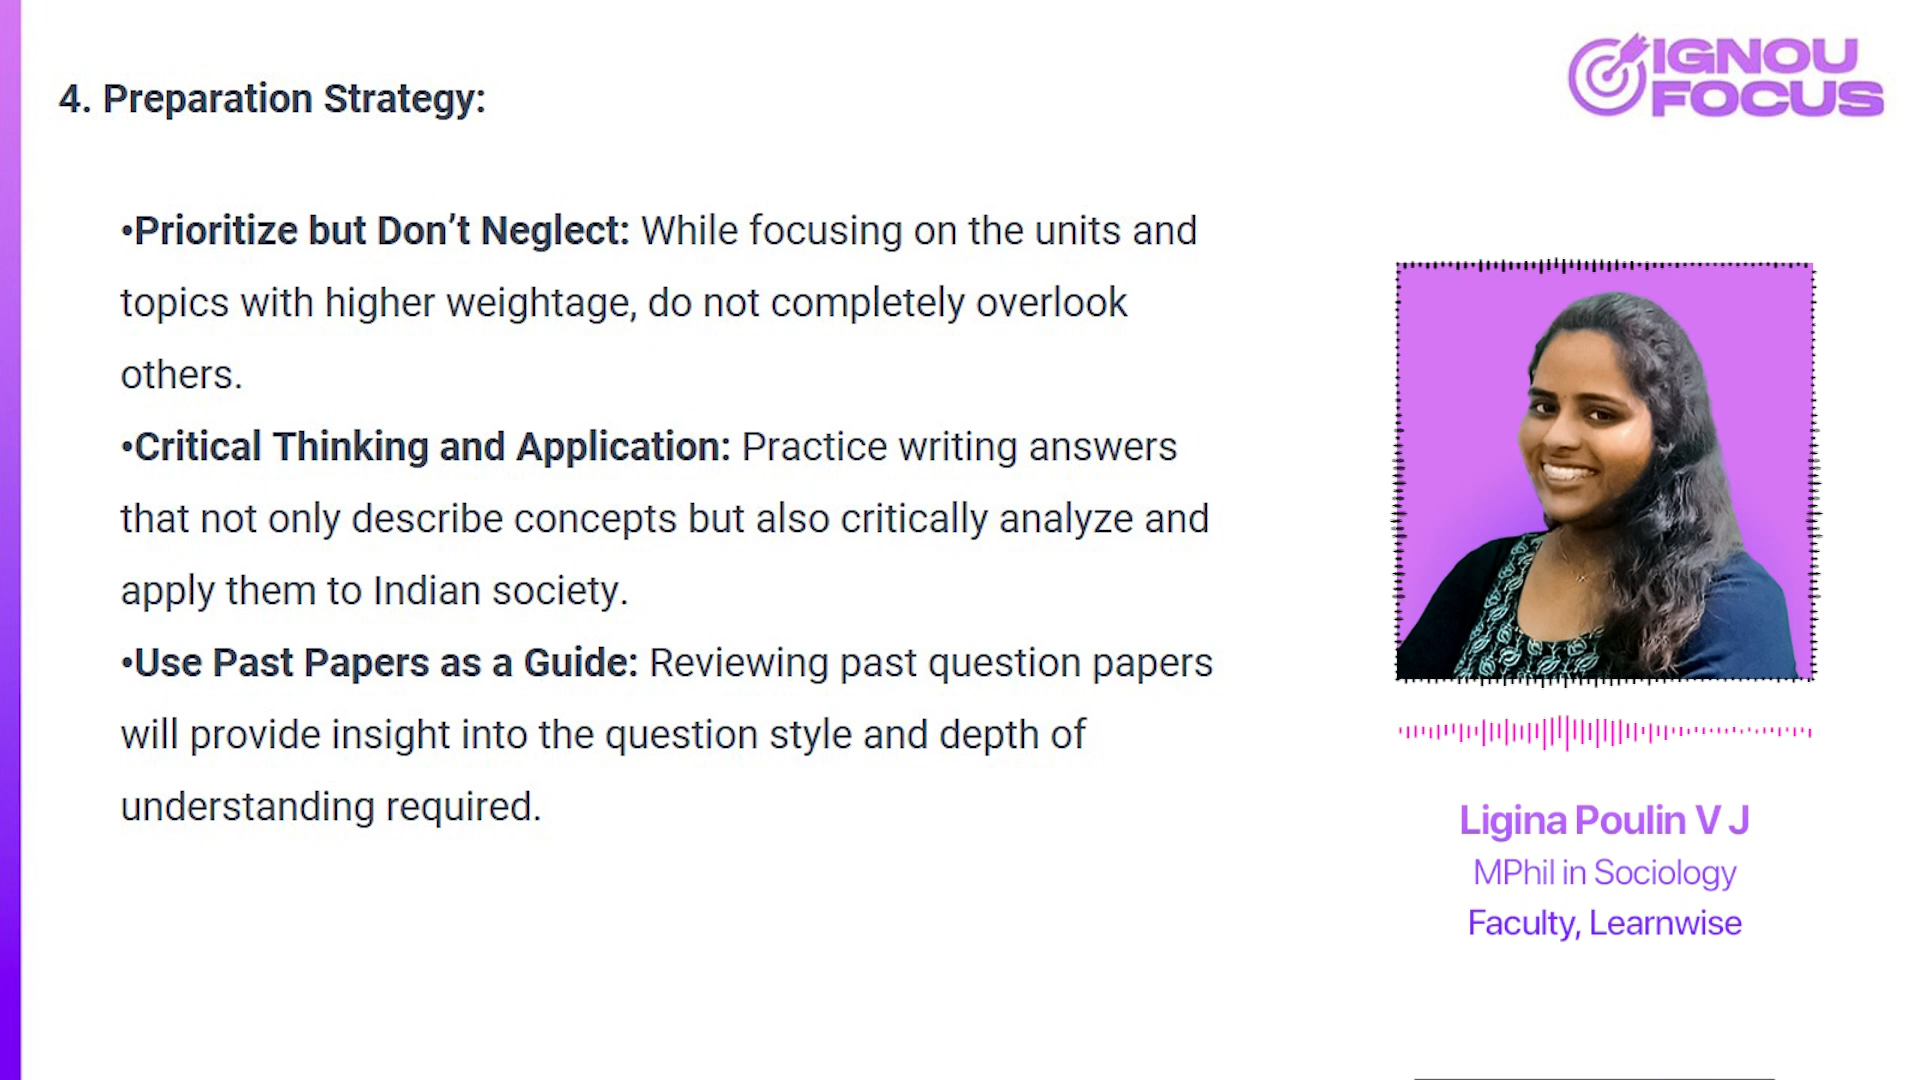 IGNOU
FOCUS
4. Preparation Strategy:
•Prioritize but Don’t Neglect: While focusing on the units and
topics with higher weightage, do not completely overlook
others.
•Critical Thinking and Application: Practice writing answers
that not only describe concepts but also critically analyze and
apply them to Indian society.
•Use Past Papers as a Guide: Reviewing past question papers
will provide insight into the question style and depth of
understanding required.
Ligina Poulin V J
MPhil in Sociology
Faculty, Learnwise